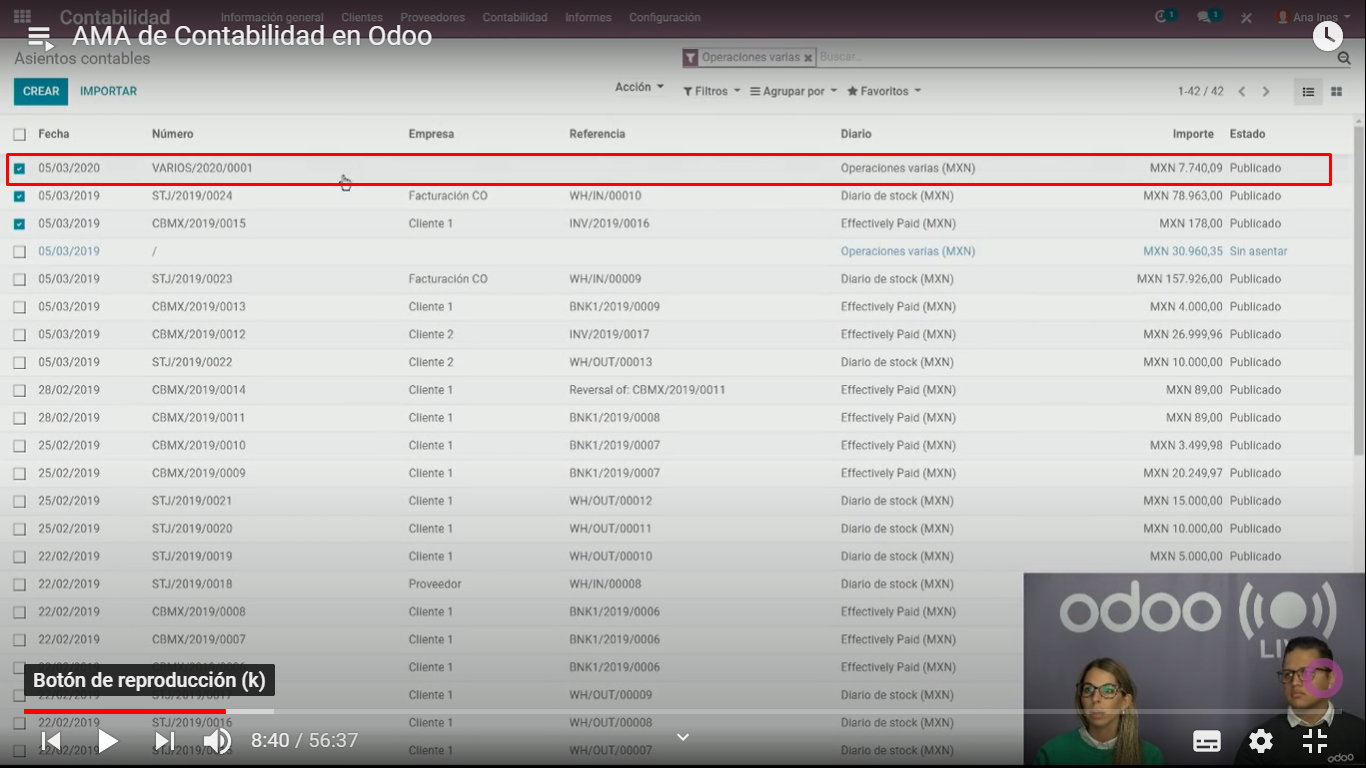 Contabilidad Información general Clientes Proveedores Contabilidad Informes Configuración 1 1 Ana Ines
AMA de Contabilidad en Odoo
Asientos contables Operaciones varias Buscar...
CREAR IMPORTAR Acción Filtros Agrupar por Favoritos 1-42 / 42
Fecha Número Empresa Referencia Diario Importe Estado
05/03/2020 VARIOS/2020/0001 Operaciones varias (MXN) MXN 7.740,09 Publicado
05/03/2019 STJ/2019/0024 Facturación CO WH/IN/00010 Diario de stock (MXN) MXN 78.963,00 Publicado
05/03/2019 CBMX/2019/0015 Cliente 1 INV/2019/0016 Effectively Paid (MXN) MXN 178,00 Publicado
05/03/2019 / Operaciones varias (MXN) MXN 30.960,35 Sin asentar
05/03/2019 STJ/2019/0023 Facturación CO WH/IN/00009 Diario de stock (MXN) MXN 157.926,00 Publicado
05/03/2019 CBMX/2019/0013 Cliente 1 BNK1/2019/0009 Effectively Paid (MXN) MXN 4.000,00 Publicado
05/03/2019 CBMX/2019/0012 Cliente 2 INV/2019/0017 Effectively Paid (MXN) MXN 26.999,96 Publicado
05/03/2019 STJ/2019/0022 Cliente 2 WH/OUT/00013 Diario de stock (MXN) MXN 10.000,00 Publicado
28/02/2019 CBMX/2019/0014 Cliente 1 Reversal of: CBMX/2019/0011 Effectively Paid (MXN) MXN 89,00 Publicado
28/02/2019 CBMX/2019/0011 Cliente 1 BNK1/2019/0008 Effectively Paid (MXN) MXN 89,00 Publicado
25/02/2019 CBMX/2019/0010 Cliente 1 BNK1/2019/0007 Effectively Paid (MXN) MXN 3.499,98 Publicado
25/02/2019 CBMX/2019/0009 Cliente 1 BNK1/2019/0007 Effectively Paid (MXN) MXN 20.249,97 Publicado
25/02/2019 STJ/2019/0021 Cliente 1 WH/OUT/00012 Diario de stock (MXN) MXN 15.000,00 Publicado
25/02/2019 STJ/2019/0020 Cliente 1 WH/OUT/00011 Diario de stock (MXN) MXN 10.000,00 Publicado
22/02/2019 STJ/2019/0019 Cliente 1 WH/OUT/00010 Diario de stock (MXN) MXN 5.000,00 Publicado
22/02/2019 STJ/2019/0018 Proveedor WH/IN/00008 Diario de stock (MXN)
22/02/2019 CBMX/2019/0008 Cliente 1 BNK1/2019/0006 Effectively Paid (MXN)
22/02/2019 CBMX/2019/0007 Cliente 1 BNK1/2019/0006 Effectively Paid (MXN)
Cliente 1 BNK1/2019/0006 Effectively Paid (MXN)
Botón de reproducción (k)
Cliente 1 WH/OUT/00009 Diario de stock (MXN)
22/02/2019 STJ/2019/0016 Cliente 1 WH/OUT/00008 Diario de stock (MXN)
Cliente 1 WH/OUT/00007 Diario de stock (MXN)
8:40 / 56:37
odoo
odoo